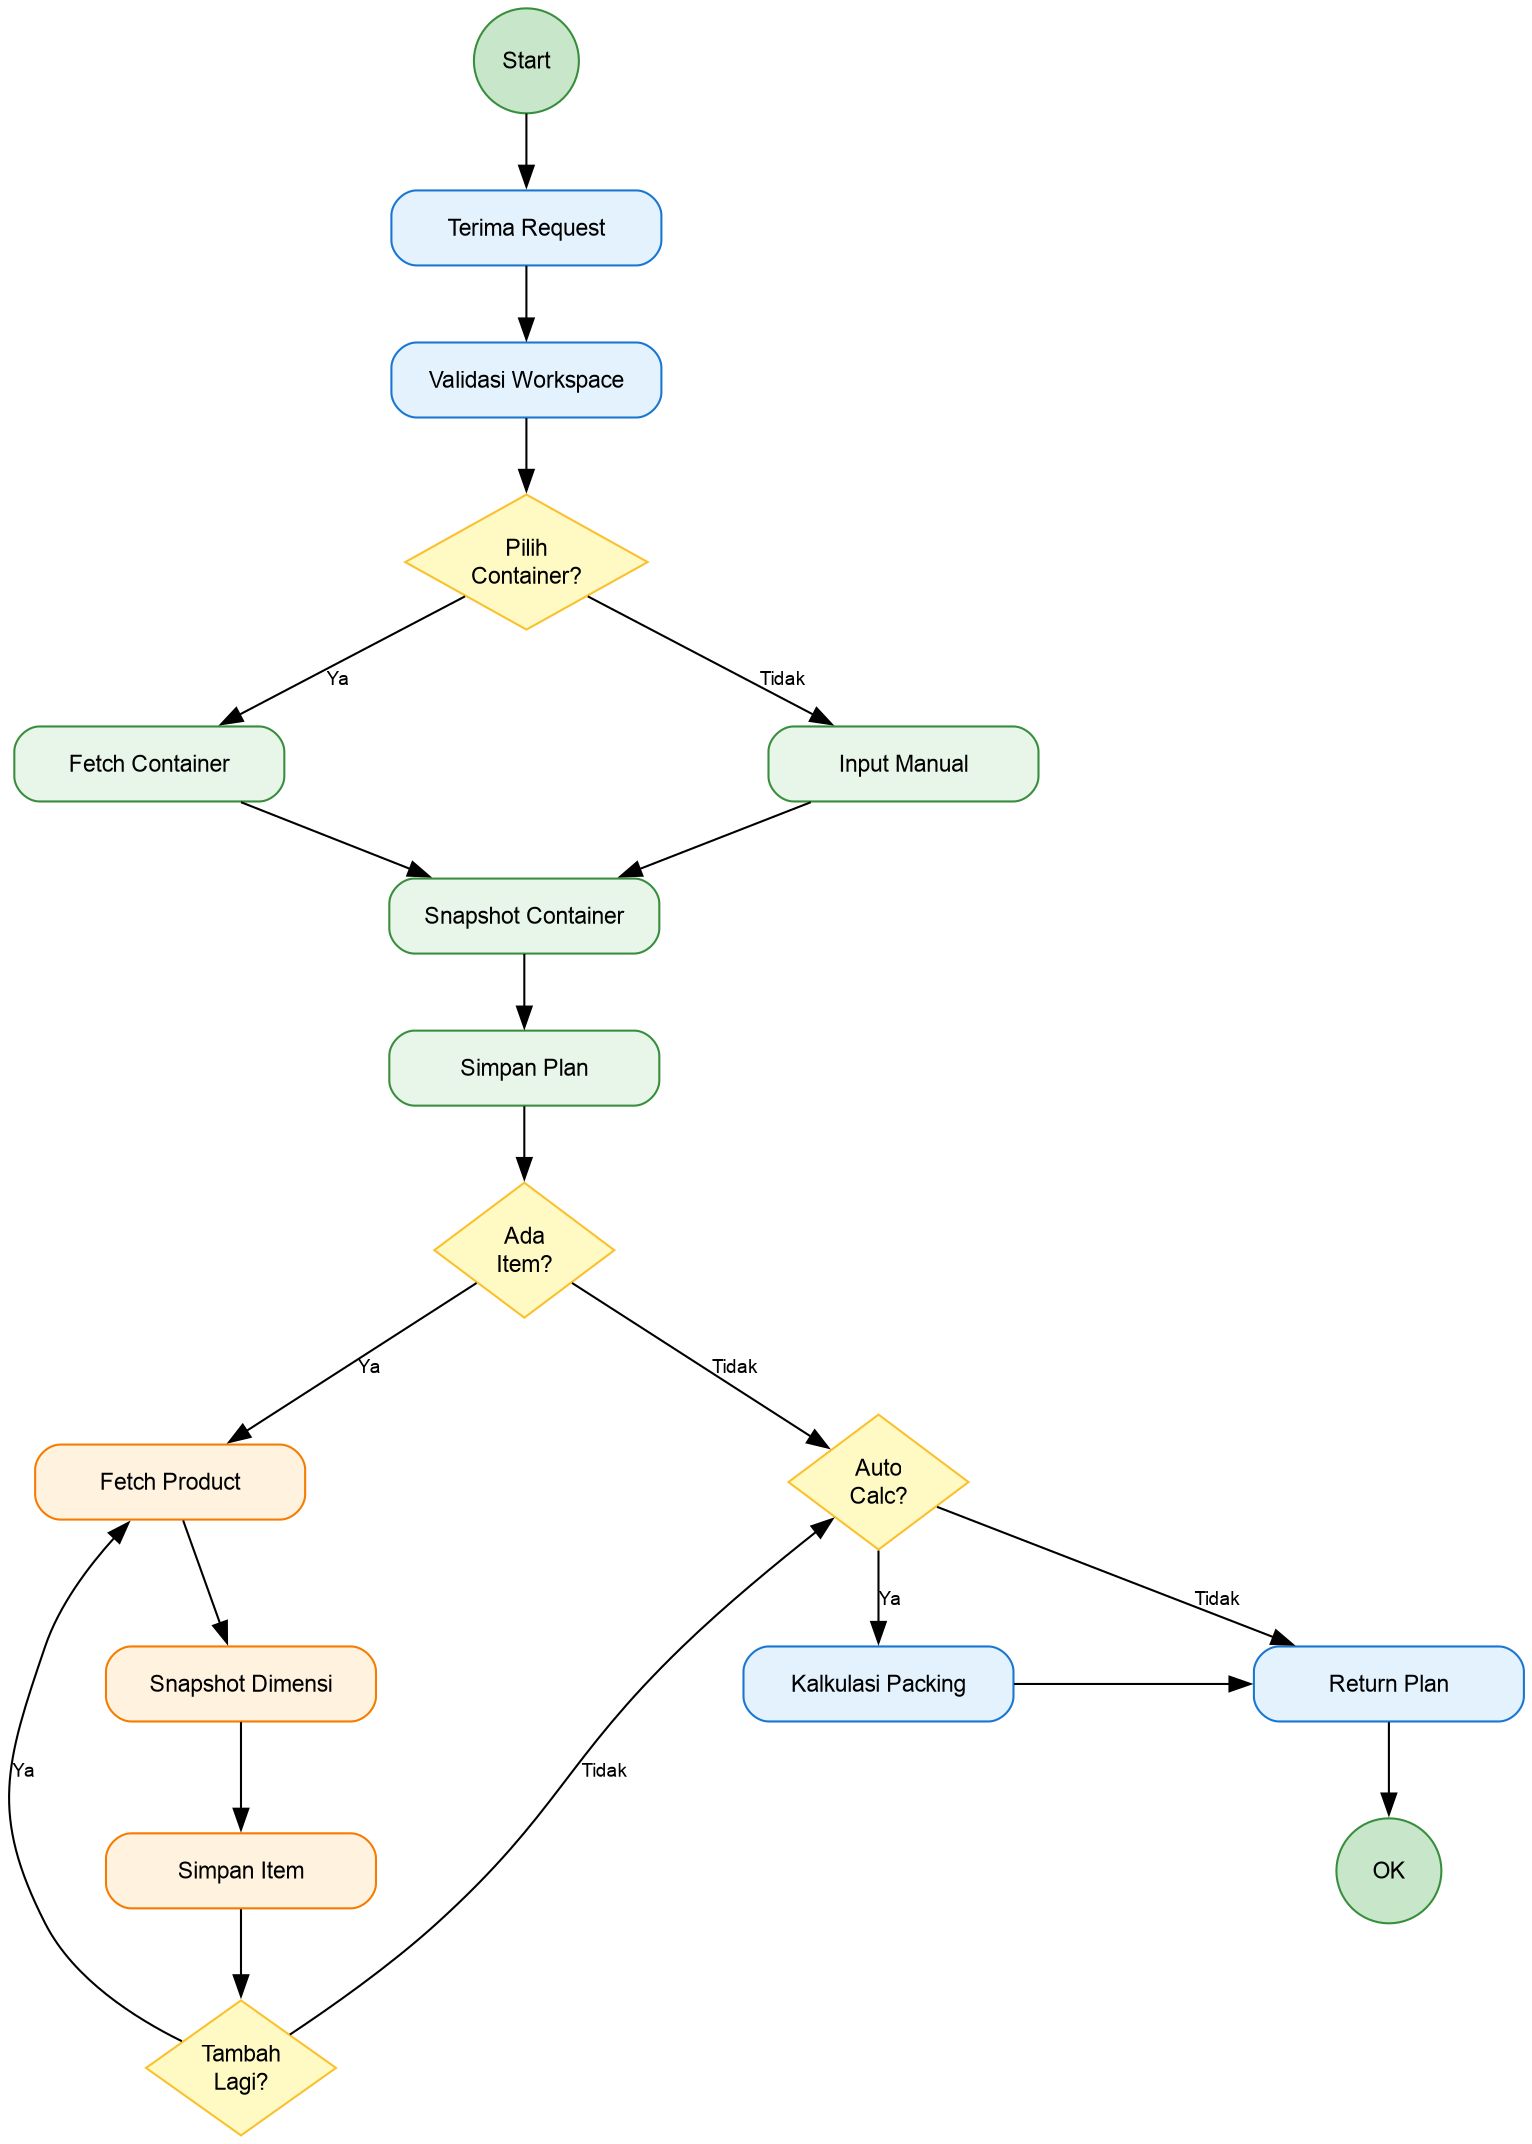 Start
Terima Request
Validasi Workspace
Pilih
Container?
Ya
Tidak
Fetch Container
Input Manual
Snapshot Container
Simpan Plan
Ada
Item?
Ya
Tidak
Auto
Calc?
Fetch Product
Ya
Tidak
Snapshot Dimensi
Kalkulasi Packing
Return Plan
Ya
Tidak
Simpan Item
OK
Tambah
Lagi?